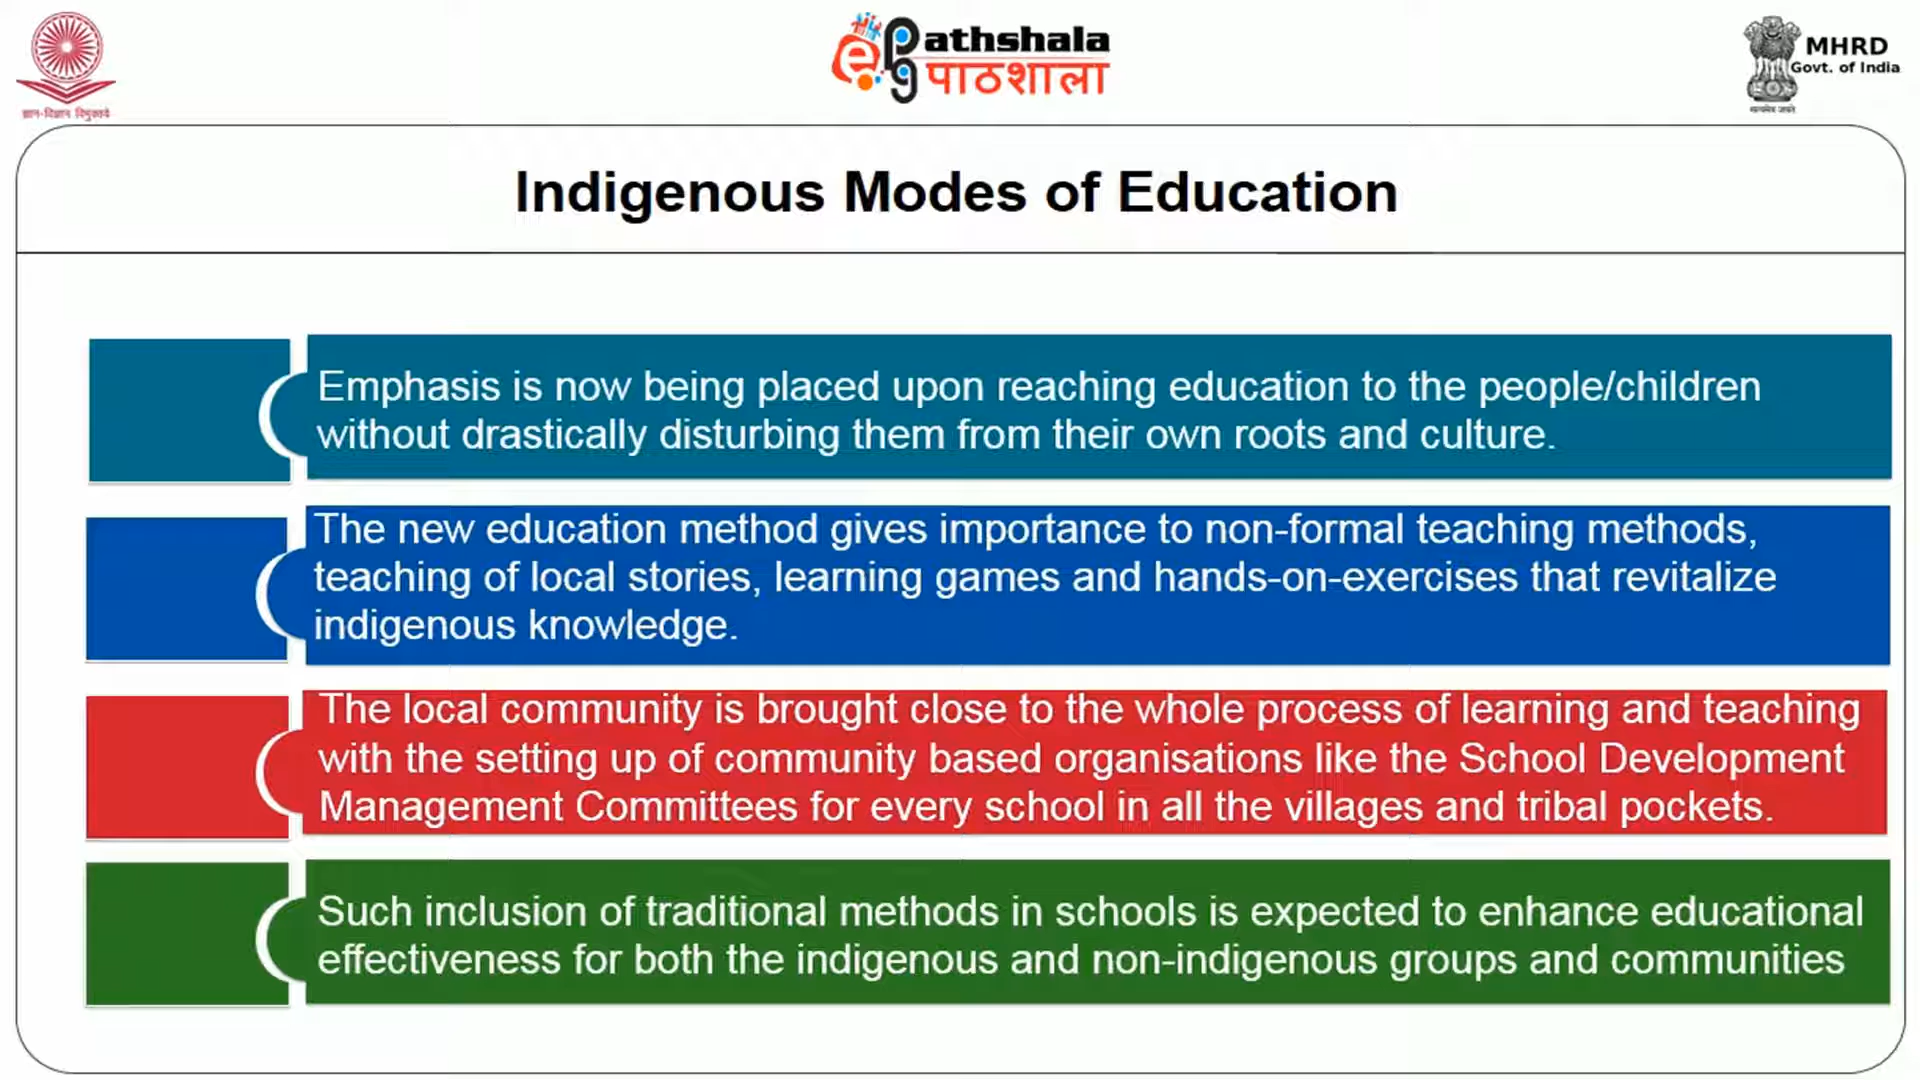 ज्ञान-विज्ञान विमुक्तये
e PG Pathshala
पाठशाला
MHRD
Govt. of India
सत्यमेव जयते
Indigenous Modes of Education
Emphasis is now being placed upon reaching education to the people/children
without drastically disturbing them from their own roots and culture.
The new education method gives importance to non-formal teaching methods,
teaching of local stories, learning games and hands-on-exercises that revitalize
indigenous knowledge.
The local community is brought close to the whole process of learning and teaching
with the setting up of community based organisations like the School Development
Management Committees for every school in all the villages and tribal pockets.
Such inclusion of traditional methods in schools is expected to enhance educational
effectiveness for both the indigenous and non-indigenous groups and communities